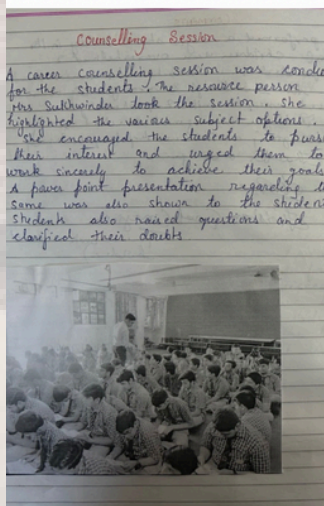 Counselling Session
A career counselling session was condu
for the students. The resource person
Mrs Sukhwinder took the session. She
highlighted the various subject options.
She encouraged the students to purs
their interest and urged them to
work sincerely to achieve their goals
A power point presentation regarding t
same was also shown to the studen
students also raised questions and
clarified their doubts